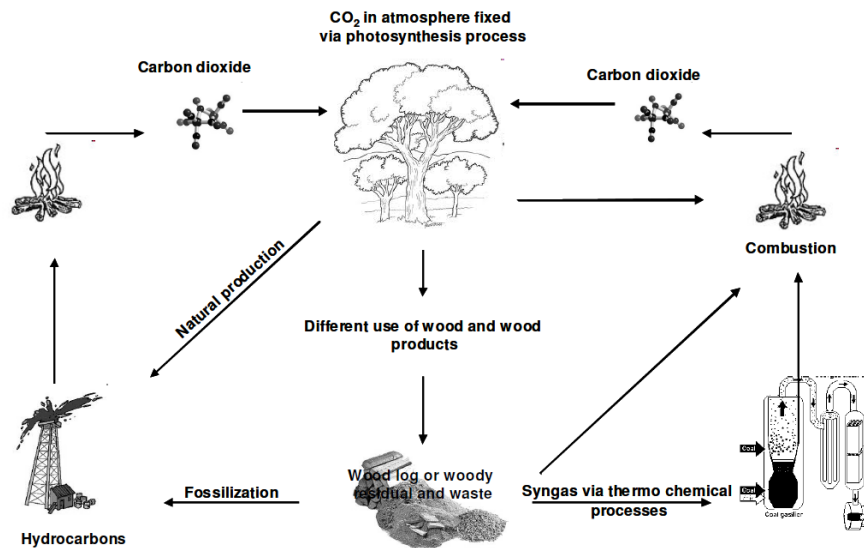 CO2 in atmosphere fixed
via photosynthesis process
Carbon dioxide
Carbon dioxide
Combustion
Natural production
Different use of wood and wood
products
Wood log or woody
residual and waste
Fossilization
Syngas via thermo chemical
processes
Coal
Coal
Coal gasifier
Hydrocarbons